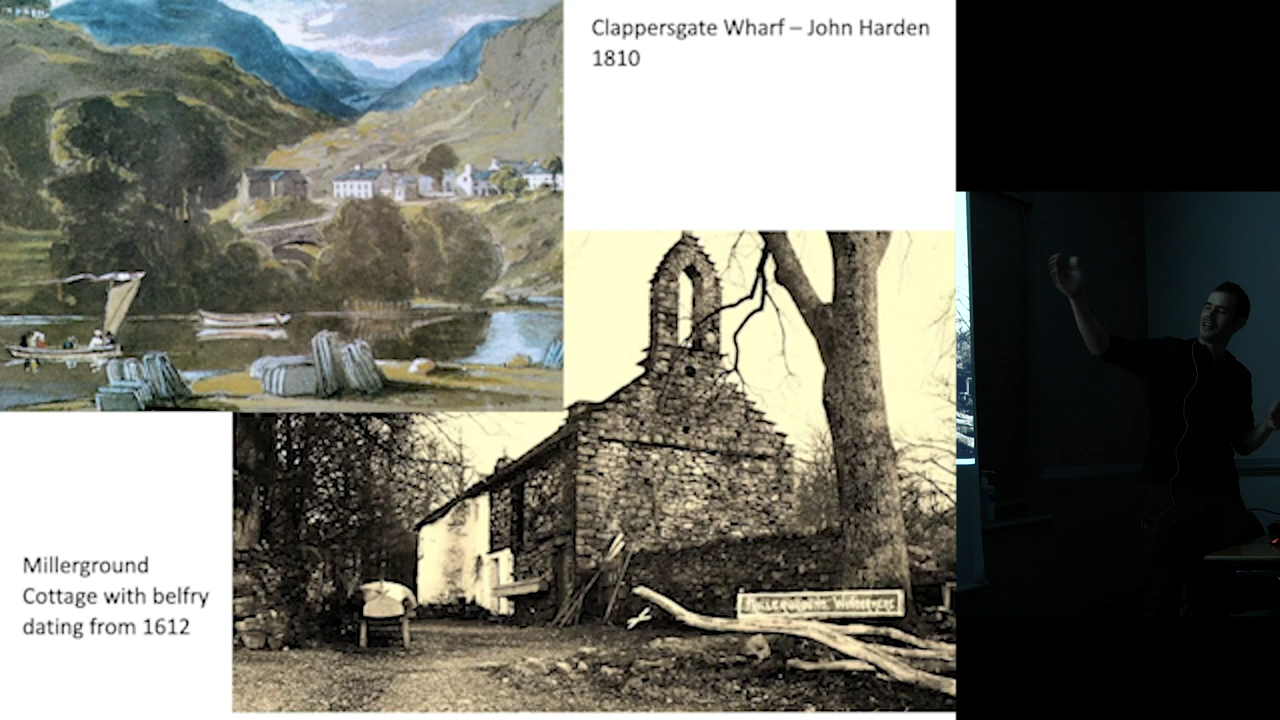 Clappersgate Wharf – John Harden
1810
Millerground
Cottage with belfry
dating from 1612